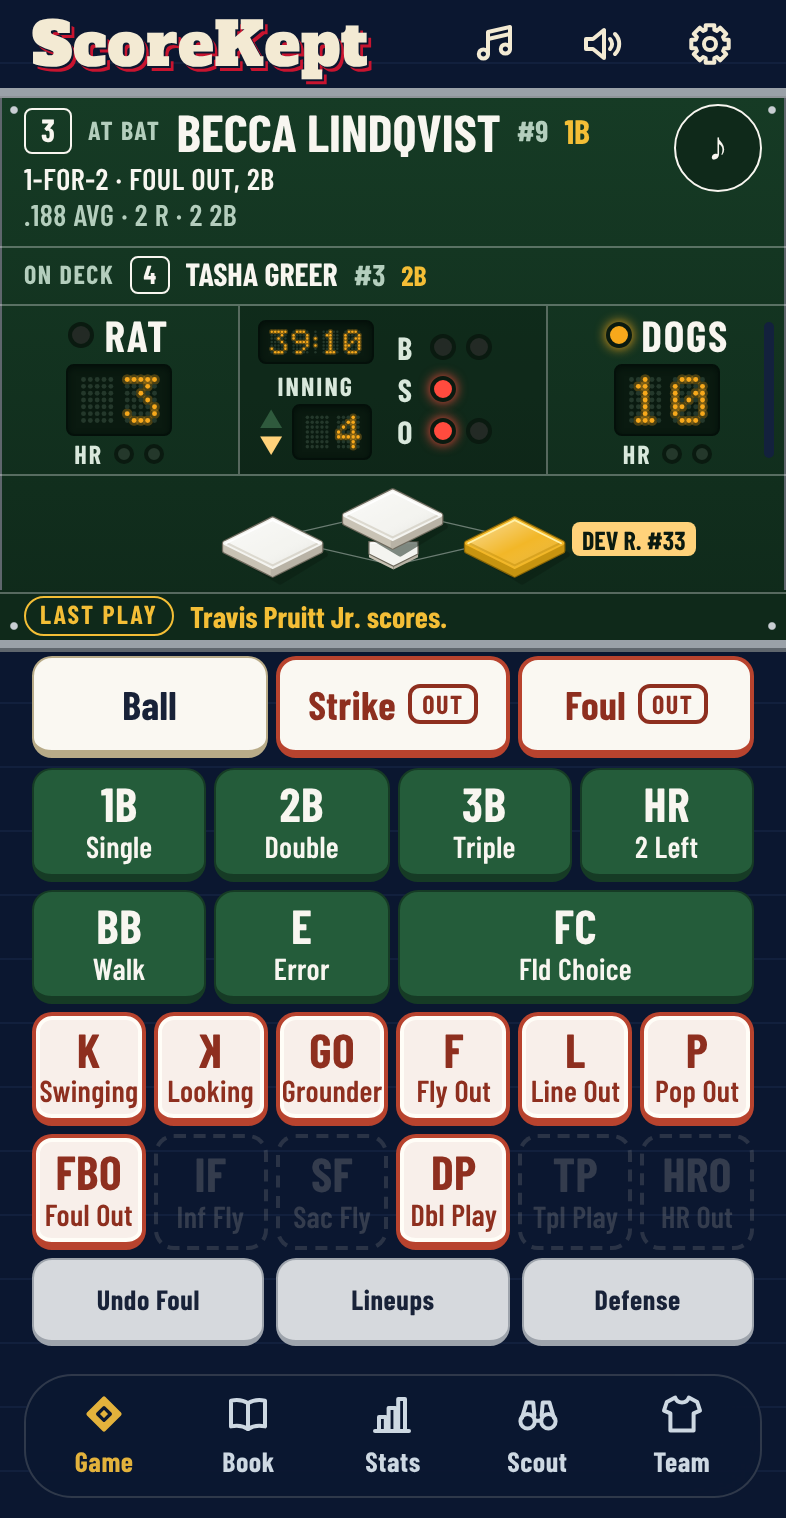 ScoreKept
3 AT BAT BECCA LINDQVIST #9 1B
1-FOR-2 · FOUL OUT, 2B
.188 AVG · 2 R · 2 2B
♪
ON DECK 4 TASHA GREER #3 2B
RAT
3
HR
39:10
INNING
4
B
S
O
DOGS
10
HR
DEV R. #33
LAST PLAY Travis Pruitt Jr. scores.
Ball
Strike OUT
Foul OUT
1B
Single
2B
Double
3B
Triple
HR
2 Left
BB
Walk
E
Error
FC
Fld Choice
K
Swinging
ꓘ
Looking
GO
Grounder
F
Fly Out
L
Line Out
P
Pop Out
FBO
Foul Out
IF
Inf Fly
SF
Sac Fly
DP
Dbl Play
TP
Tpl Play
HRO
HR Out
Undo Foul
Lineups
Defense
Game
Book
Stats
Scout
Team